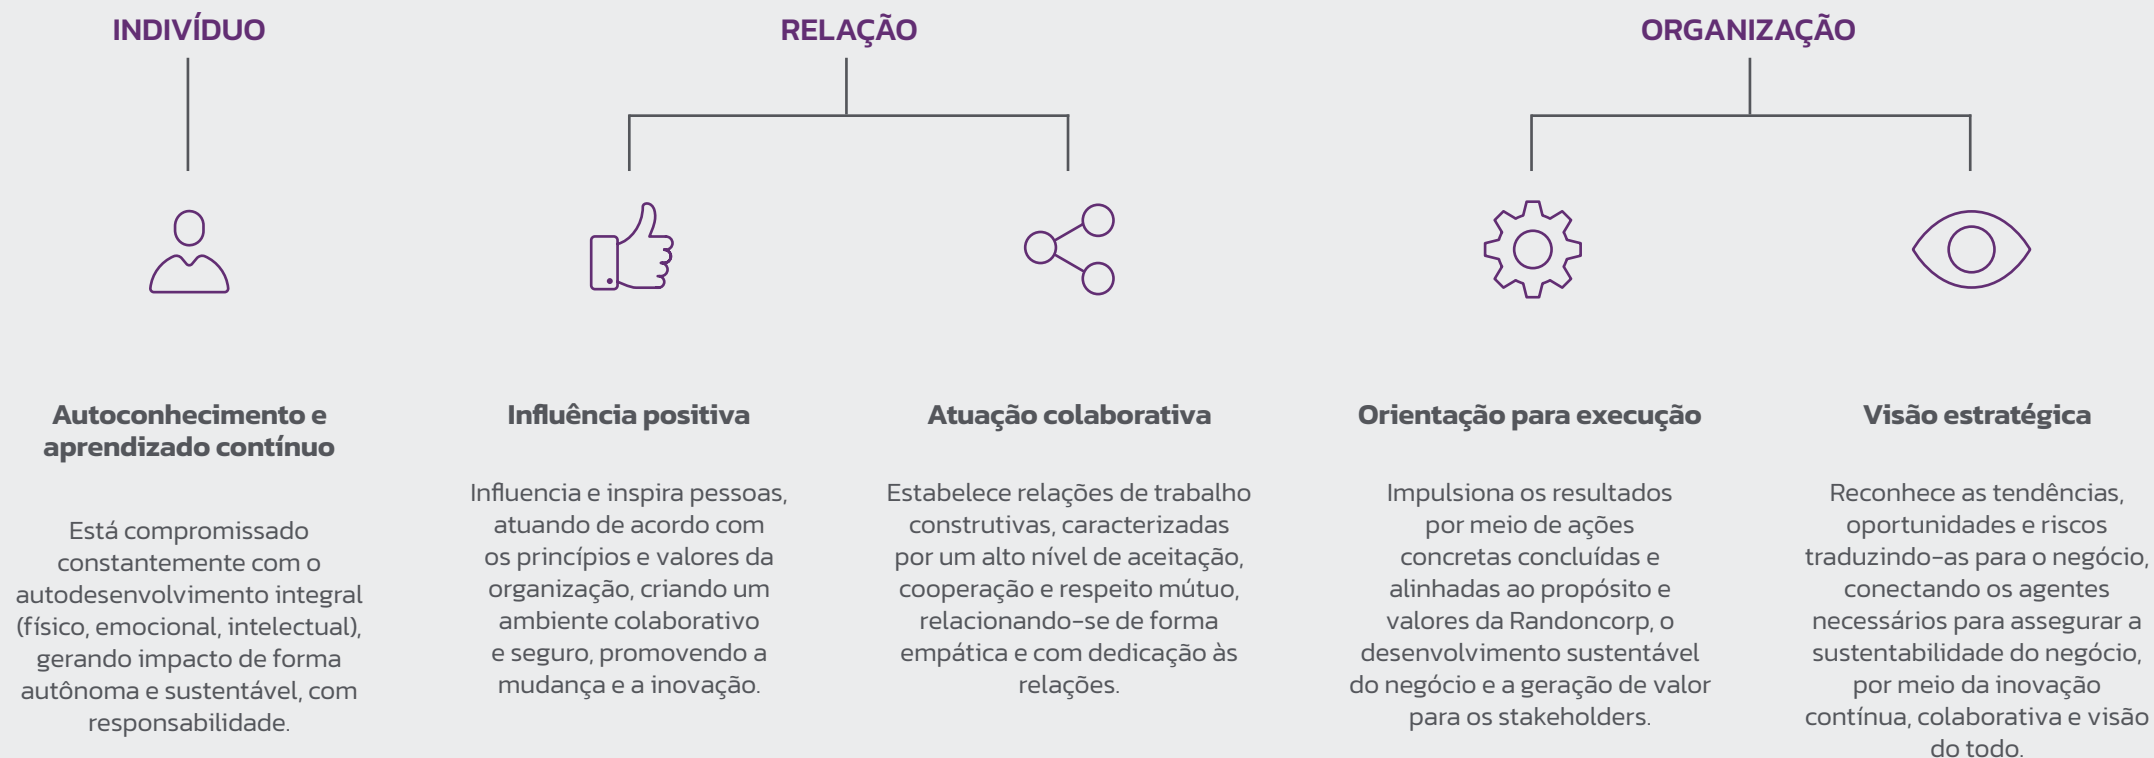 INDIVÍDUO
RELAÇÃO
ORGANIZAÇÃO
Autoconhecimento e
aprendizado contínuo
Está compromissado
constantemente com o
autodesenvolvimento integral
(físico, emocional, intelectual),
gerando impacto de forma
autônoma e sustentável, com
responsabilidade.
Influência positiva
Influencia e inspira pessoas,
atuando de acordo com
os princípios e valores da
organização, criando um
ambiente colaborativo
e seguro, promovendo a
mudança e a inovação.
Atuação colaborativa
Estabelece relações de trabalho
construtivas, caracterizadas
por um alto nível de aceitação,
cooperação e respeito mútuo,
relacionando-se de forma
empática e com dedicação às
relações.
Orientação para execução
Impulsiona os resultados
por meio de ações
concretas concluídas e
alinhadas ao propósito e
valores da Randoncorp, o
desenvolvimento sustentável
do negócio e a geração de valor
para os stakeholders.
Visão estratégica
Reconhece as tendências,
oportunidades e riscos
traduzindo-as para o negócio,
conectando os agentes
necessários para assegurar a
sustentabilidade do negócio,
por meio da inovação
contínua, colaborativa e visão
do todo.